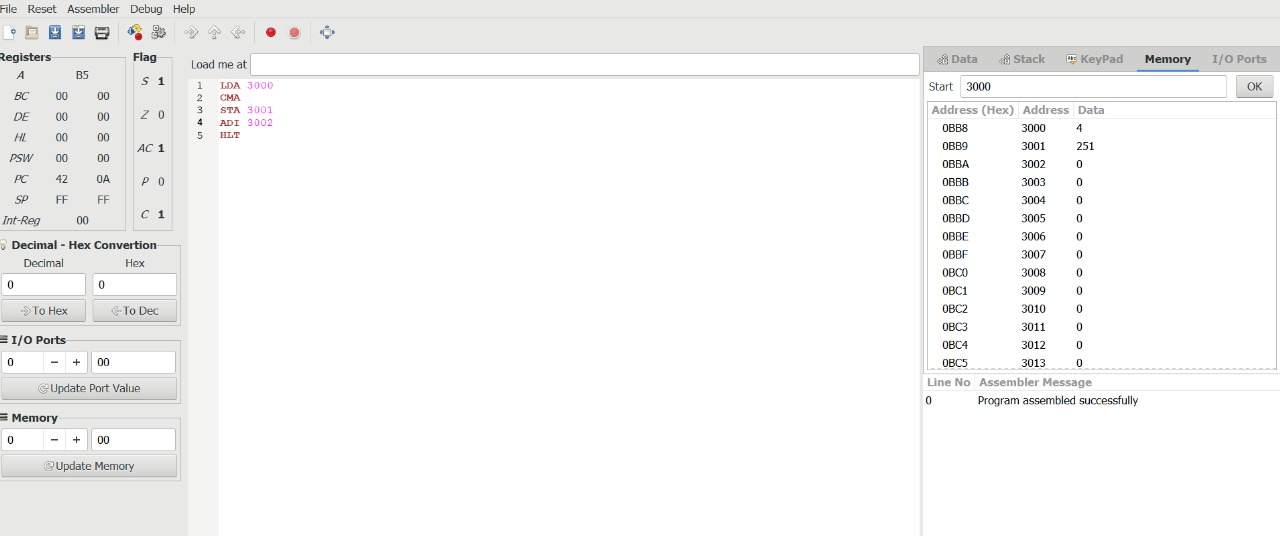 File Reset Assembler Debug Help
Registers
A B5
BC 00 00
DE 00 00
HL 00 00
PSW 00 00
PC 42 0A
SP FF FF
Int-Reg 00
Flag
S 1
Z 0
AC 1
P 0
C 1
Decimal - Hex Convertion
Decimal Hex
0 0
To Hex To Dec
I/O Ports
0 − + 00
Update Port Value
Memory
0 − + 00
Update Memory
Load me at
1 LDA 3000
2 CMA
3 STA 3001
4 ADI 3002
5 HLT
Data Stack KeyPad Memory I/O Ports
Start 3000 OK
Address (Hex) Address Data
0BB8 3000 4
0BB9 3001 251
0BBA 3002 0
0BBB 3003 0
0BBC 3004 0
0BBD 3005 0
0BBE 3006 0
0BBF 3007 0
0BC0 3008 0
0BC1 3009 0
0BC2 3010 0
0BC3 3011 0
0BC4 3012 0
0BC5 3013 0
Line No Assembler Message
0 Program assembled successfully